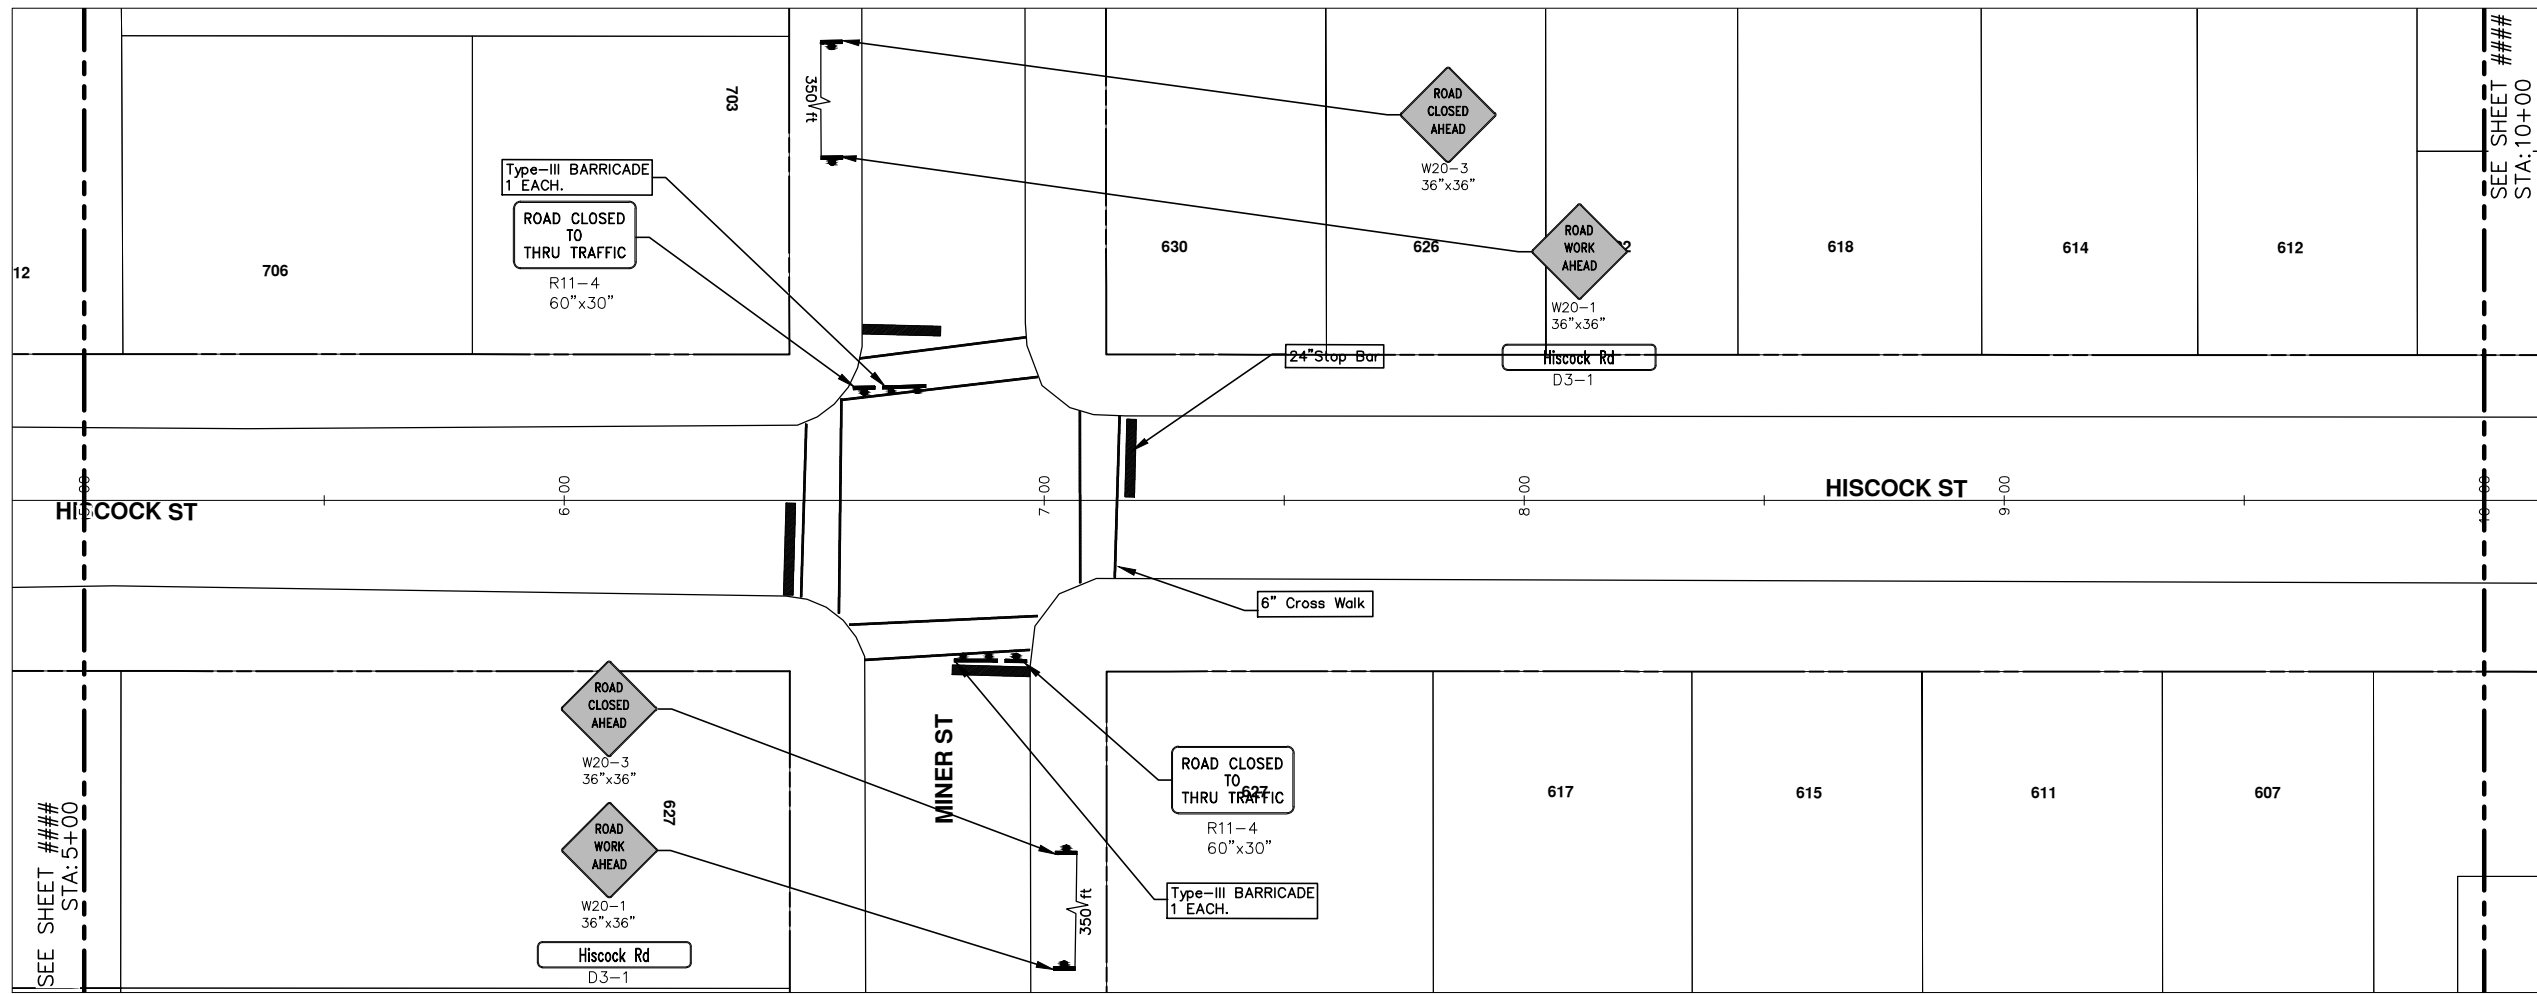 SEE SHEET ####
STA:10+00
703
350 ft
ROAD
CLOSED
AHEAD
W20-3
36"x36"
Type-III BARRICADE
1 EACH.
ROAD CLOSED
TO
THRU TRAFFIC
R11-4
60"x30"
ROAD
WORK
AHEAD
W20-1
36"x36"
Hiscock Rd
D3-1
12
706
630
626
618
614
612
24"Stop Bar
HISCOCK ST
6+00
7+00
8+00
HISCOCK ST
9+00
10+00
6" Cross Walk
ROAD
CLOSED
AHEAD
W20-3
36"x36"
627
ROAD
WORK
AHEAD
W20-1
36"x36"
Hiscock Rd
D3-1
SEE SHEET ####
STA:5+00
MINER ST
ROAD CLOSED
TO
THRU TRAFFIC
627
R11-4
60"x30"
Type-III BARRICADE
1 EACH.
350 ft
617
615
611
607